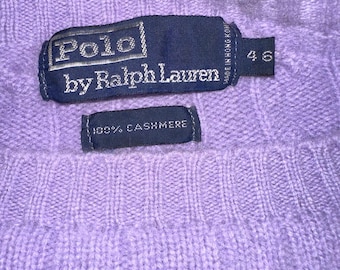 Polo
by Ralph Lauren
MADE IN HONG KONG
46
100% CASHMERE